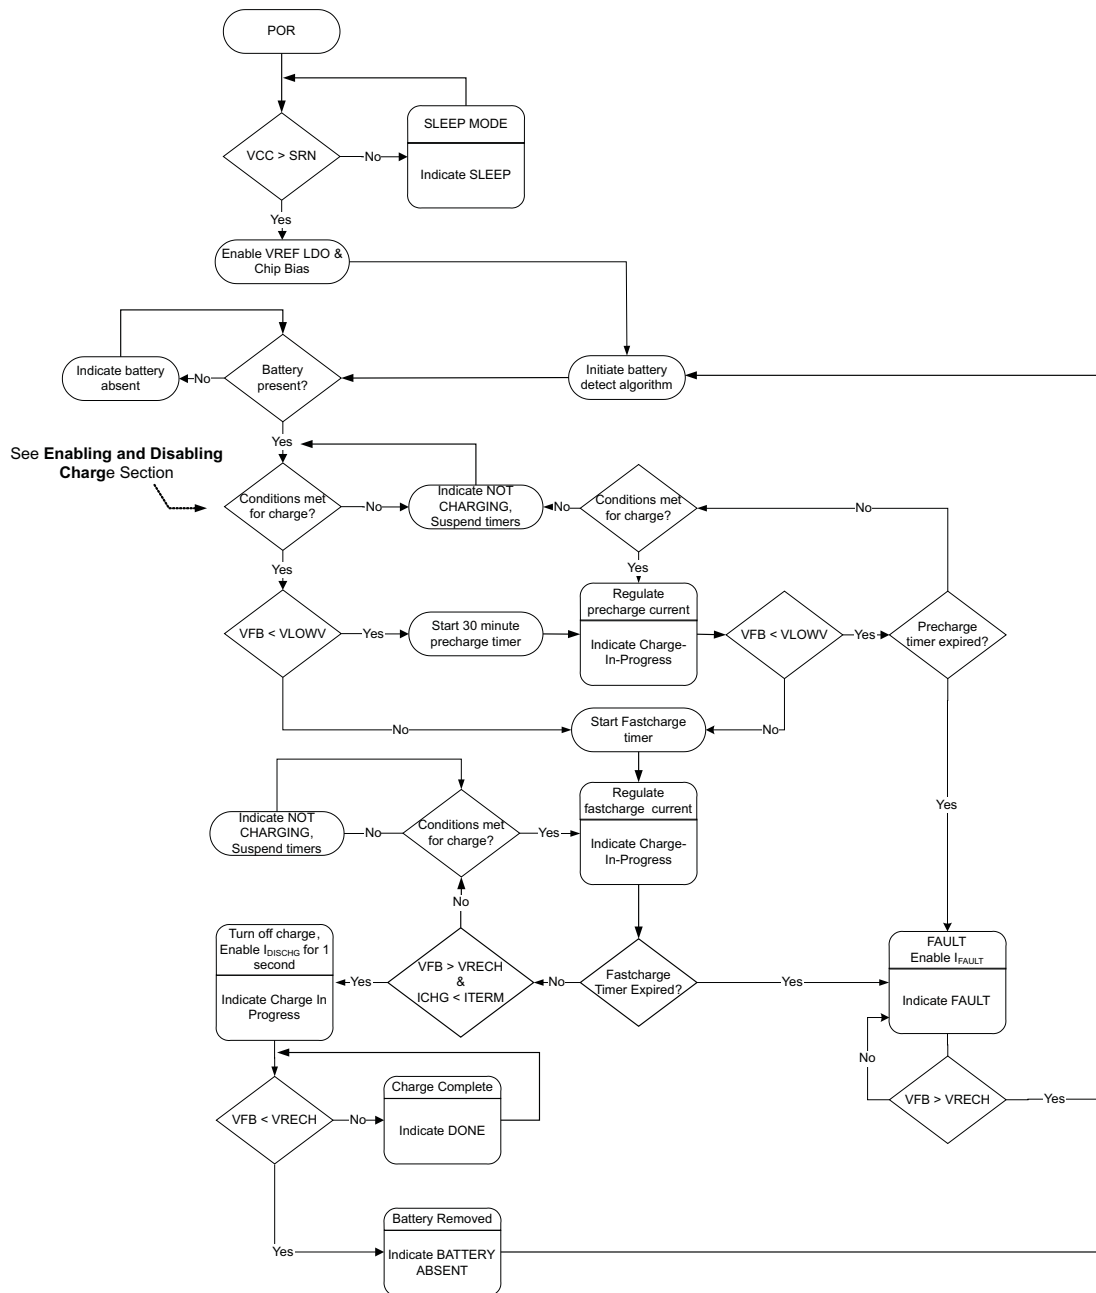 POR
SLEEP MODE
VCC > SRN
No
Indicate SLEEP
Yes
Enable VREF LDO &
Chip Bias
Indicate battery
absent
No
Battery
present?
Initiate battery
detect algorithm
Yes
See Enabling and Disabling
Charge Section
Conditions met
for charge?
No
Indicate NOT
CHARGING,
Suspend timers
No
Conditions met
for charge?
No
Yes
Yes
VFB < VLOWV
Yes
Start 30 minute
precharge timer
Regulate
precharge current
Indicate Charge-
In-Progress
VFB < VLOWV
Yes
Precharge
timer expired?
No
Start Fastcharge
timer
No
Indicate NOT
CHARGING,
Suspend timers
No
Conditions met
for charge?
Yes
Regulate
fastcharge current
Indicate Charge-
In-Progress
Yes
No
Turn off charge,
Enable IDISCHG for 1
second
Indicate Charge In
Progress
Yes
VFB > VRECH
&
ICHG < ITERM
No
Fastcharge
Timer Expired?
Yes
FAULT
Enable IFAULT
Indicate FAULT
No
VFB > VRECH
Yes
VFB < VRECH
No
Charge Complete
Indicate DONE
Yes
Battery Removed
Indicate BATTERY
ABSENT